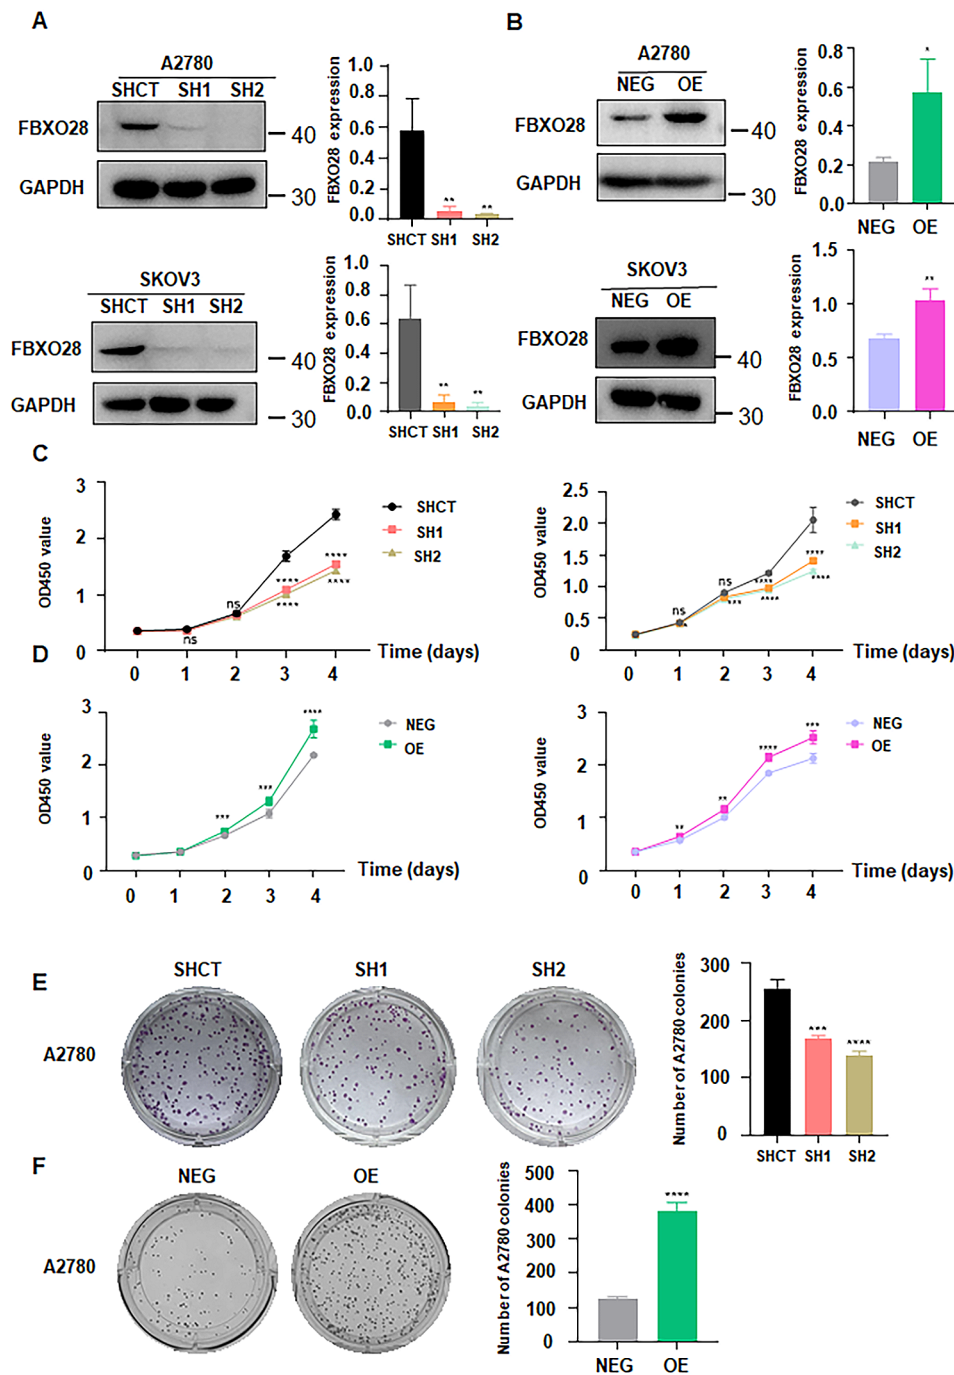 A
A2780
SHCT SH1 SH2
FBXO28
40
GAPDH
30
FBXO28 expression
1.0
0.8
0.6
0.4
0.2
0.0
** **
SHCT SH1 SH2
SKOV3
SHCT SH1 SH2
FBXO28
40
GAPDH
30
FBXO28 expression
1.0
0.8
0.6
0.4
0.2
0.0
** **
SHCT SH1 SH2
B
A2780
NEG OE
FBXO28
40
GAPDH
30
FBXO28 expression
0.8
0.6
0.4
0.2
0.0
*
NEG OE
SKOV3
NEG OE
FBXO28
40
GAPDH
30
FBXO28 expression
1.5
1.0
0.5
0.0
**
NEG OE
C
OD450 value
3
2
1
0
ns
ns
****
****
****
****
SHCT
SH1
SH2
0 1 2 3 4
Time (days)
OD450 value
2.5
2.0
1.5
1.0
0.5
0
ns
ns
***
****
****
****
****
SHCT
SH1
SH2
0 1 2 3 4
Time (days)
D
OD450 value
3
2
1
0
***
***
****
NEG
OE
0 1 2 3 4
Time (days)
OD450 value
3
2
1
0
**
**
****
***
NEG
OE
0 1 2 3 4
Time (days)
E
SHCT SH1 SH2
A2780
Number of A2780 colonies
300
200
100
0
***
****
SHCT SH1 SH2
F
NEG OE
A2780
Number of A2780 colonies
500
400
300
200
100
0
****
NEG OE